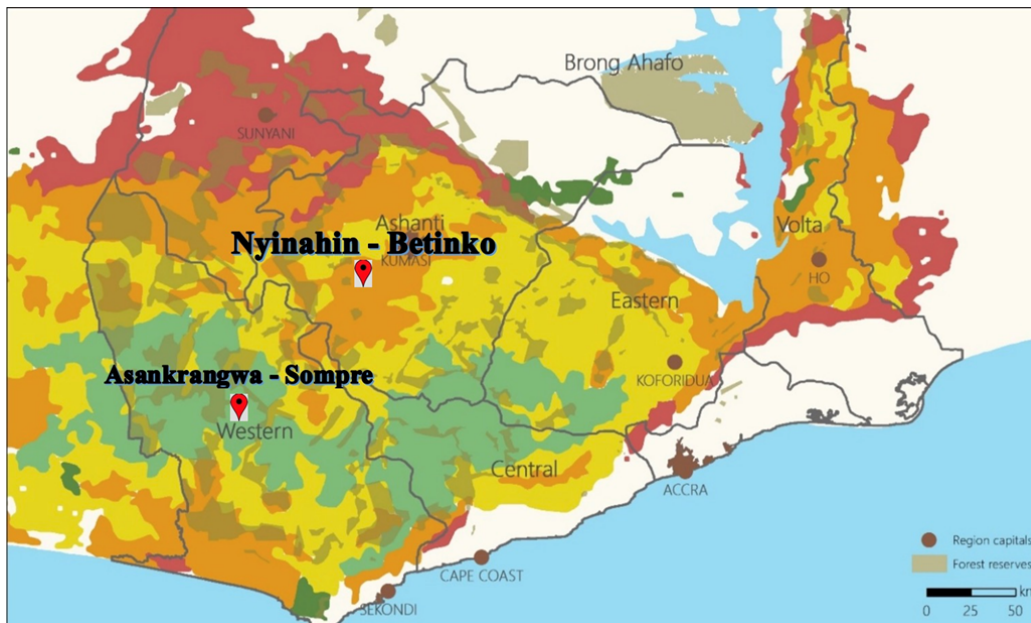 Brong Ahafo
SUNYANI
Ashanti
Nyinahin - Betinko
KUMASI
Volta
HO
Eastern
Asankrangwa - Sompre
KOFORIDUA
Western
Central
ACCRA
CAPE COAST
SEKONDI
Region capitals
Forest reserves
km
0 25 50